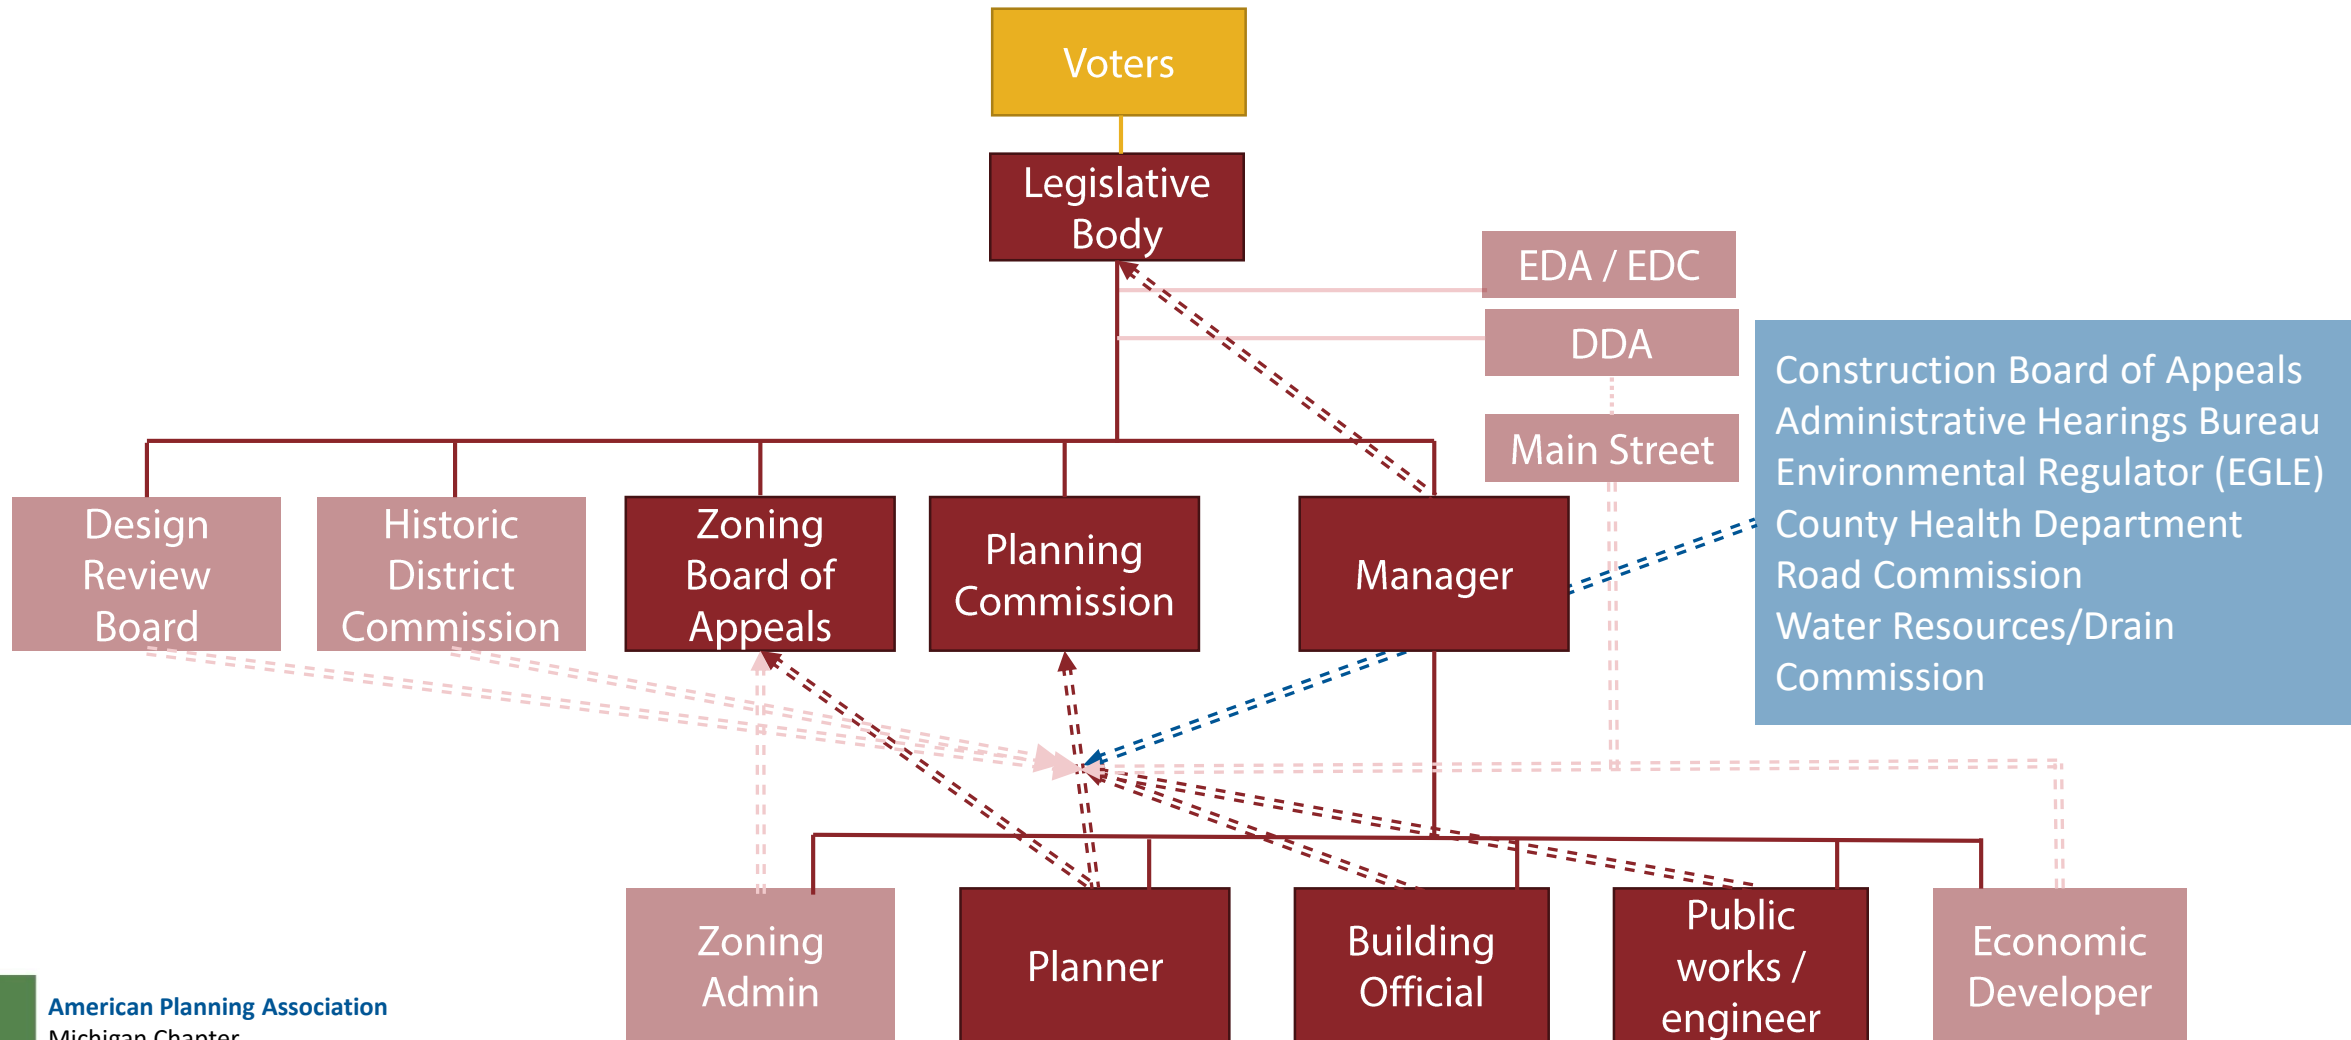 Voters
Legislative
Body
EDA / EDC
DDA
Main Street
Construction Board of Appeals
Administrative Hearings Bureau
Environmental Regulator (EGLE)
County Health Department
Road Commission
Water Resources/Drain
Commission
Design
Review
Board
Historic
District
Commission
Zoning
Board of
Appeals
Planning
Commission
Manager
Zoning
Admin
Planner
Building
Official
Public
works /
engineer
Economic
Developer
American Planning Association
Michigan Chapter